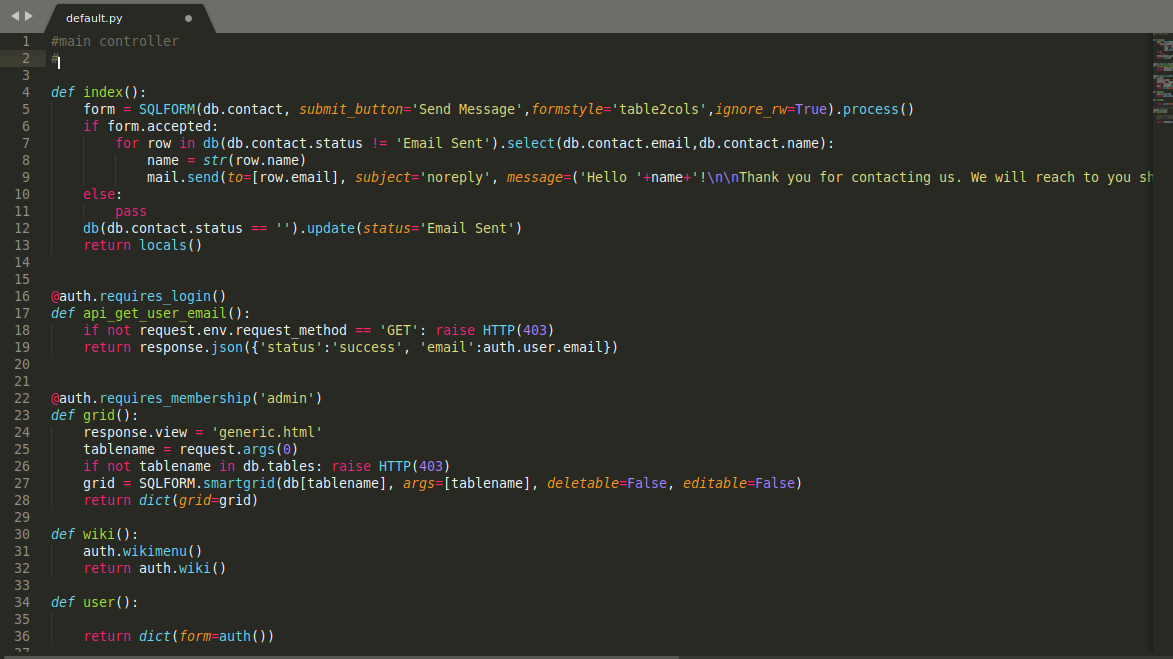 default.py
1 #main controller
2 #
3
4 def index():
5     form = SQLFORM(db.contact, submit_button='Send Message',formstyle='table2cols',ignore_rw=True).process()
6     if form.accepted:
7         for row in db(db.contact.status != 'Email Sent').select(db.contact.email,db.contact.name):
8             name = str(row.name)
9             mail.send(to=[row.email], subject='noreply', message=('Hello '+name+'!\n\nThank you for contacting us. We will reach to you sh
10     else:
11         pass
12     db(db.contact.status == '').update(status='Email Sent')
13     return locals()
14
15
16 @auth.requires_login()
17 def api_get_user_email():
18     if not request.env.request_method == 'GET': raise HTTP(403)
19     return response.json({'status':'success', 'email':auth.user.email})
20
21
22 @auth.requires_membership('admin')
23 def grid():
24     response.view = 'generic.html'
25     tablename = request.args(0)
26     if not tablename in db.tables: raise HTTP(403)
27     grid = SQLFORM.smartgrid(db[tablename], args=[tablename], deletable=False, editable=False)
28     return dict(grid=grid)
29
30 def wiki():
31     auth.wikimenu()
32     return auth.wiki()
33
34 def user():
35
36     return dict(form=auth())
37